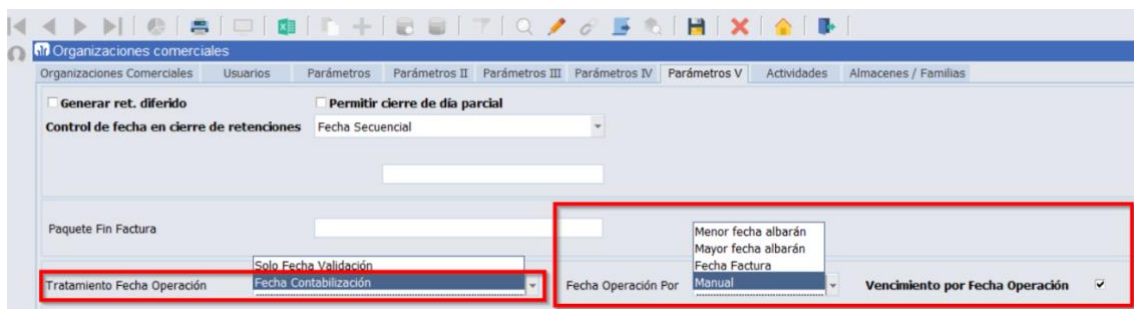 Organizaciones comerciales
Organizaciones Comerciales Usuarios Parámetros Parámetros II Parámetros III Parámetros IV Parámetros V Actividades Almacenes / Familias
Generar ret. diferido Permitir cierre de día parcial
Control de fecha en cierre de retenciones Fecha Secuencial
Paquete Fin Factura
Menor fecha albarán
Mayor fecha albarán
Solo Fecha Validación Fecha Factura
Tratamiento Fecha Operación Fecha Contabilización Fecha Operación Por Manual Vencimiento por Fecha Operación